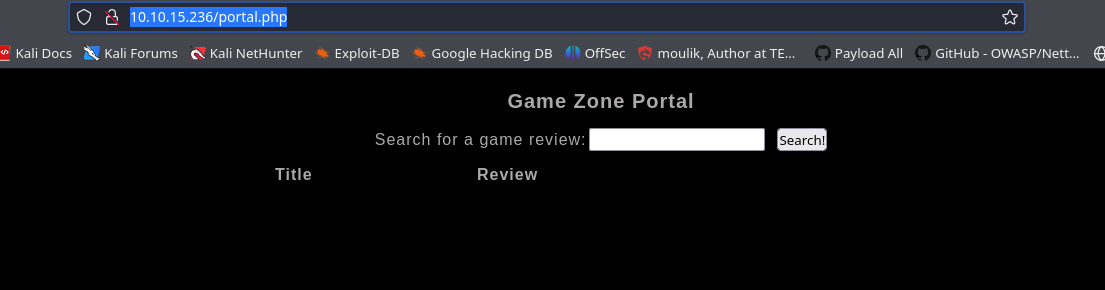 10.10.15.236/portal.php
Kali Docs Kali Forums Kali NetHunter Exploit-DB Google Hacking DB OffSec moulik, Author at TE... Payload All GitHub - OWASP/Nett...
Game Zone Portal
Search for a game review: Search!
Title Review